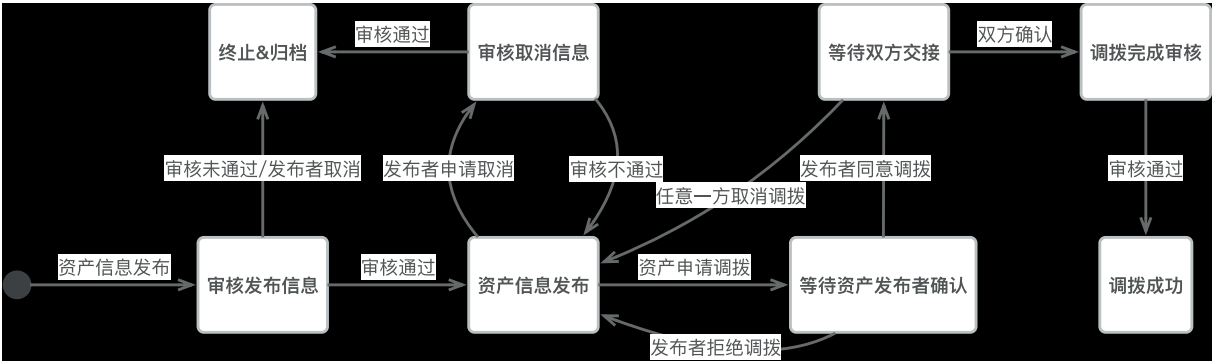 审核通过
双方确认
终止&归档
审核取消信息
等待双方交接
调拨完成审核
审核未通过/发布者取消
发布者申请取消
审核不通过
发布者同意调拨
审核通过
任意一方取消调拨
资产信息发布
审核通过
资产申请调拨
审核发布信息
资产信息发布
等待资产发布者确认
调拨成功
发布者拒绝调拨